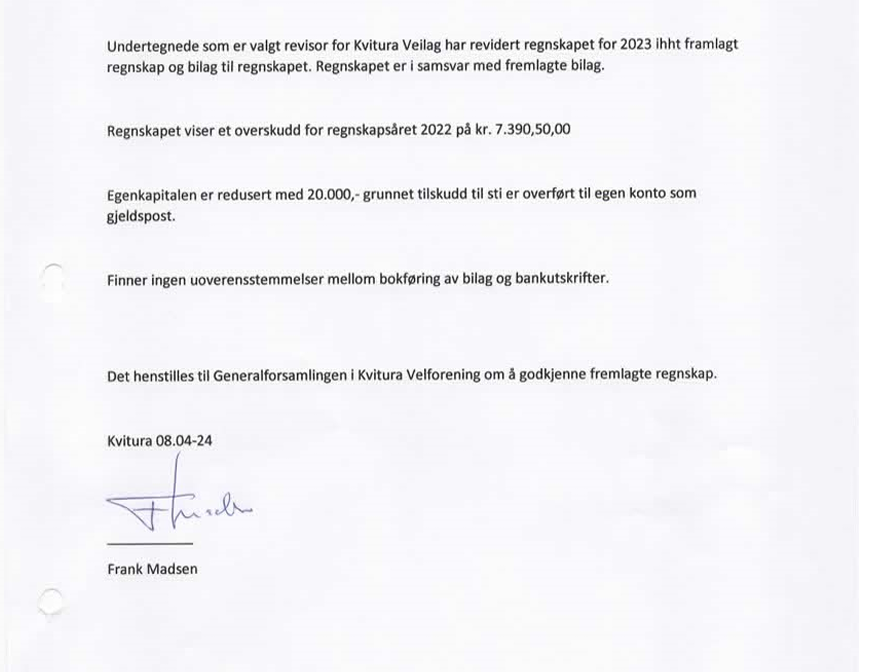 Undertegnede som er valgt revisor for Kvitura Veilag har revidert regnskapet for 2023 ihht framlagt
regnskap og bilag til regnskapet. Regnskapet er i samsvar med fremlagte bilag.
Regnskapet viser et overskudd for regnskapsåret 2022 på kr. 7.390,50,00
Egenkapitalen er redusert med 20.000,- grunnet tilskudd til sti er overført til egen konto som
gjeldspost.
Finner ingen uoverensstemmelser mellom bokføring av bilag og bankutskrifter.
Det henstilles til Generalforsamlingen i Kvitura Velforening om å godkjenne fremlagte regnskap.
Kvitura 08.04-24
Frank Madsen